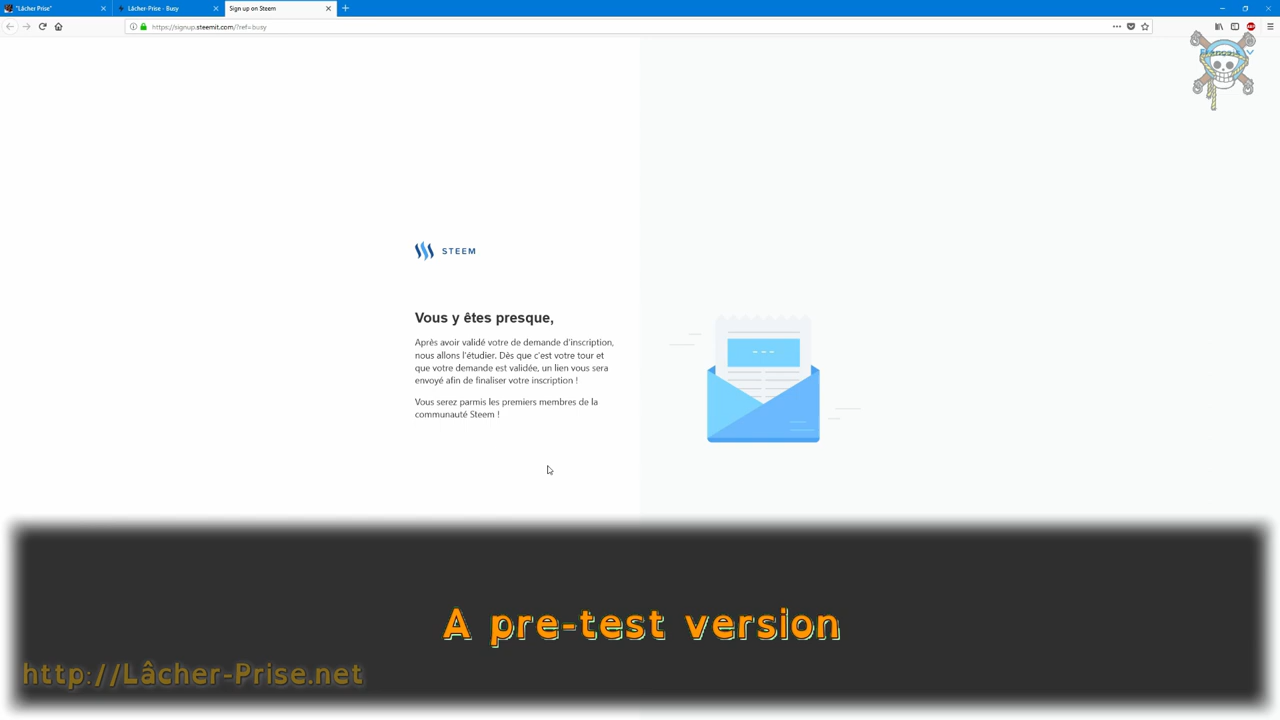 "Lâcher Prise"
Lâcher-Prise - Busy
Sign up on Steem
https://signup.steemit.com/?ref=busy
Français
STEEM
Vous y êtes presque,
Après avoir validé votre de demande d'inscription,
nous allons l'étudier. Dès que c'est votre tour et
que votre demande est validée, un lien vous sera
envoyé afin de finaliser votre inscription !
Vous serez parmis les premiers membres de la
communauté Steem !
A pre-test version
http://Lâcher-Prise.net